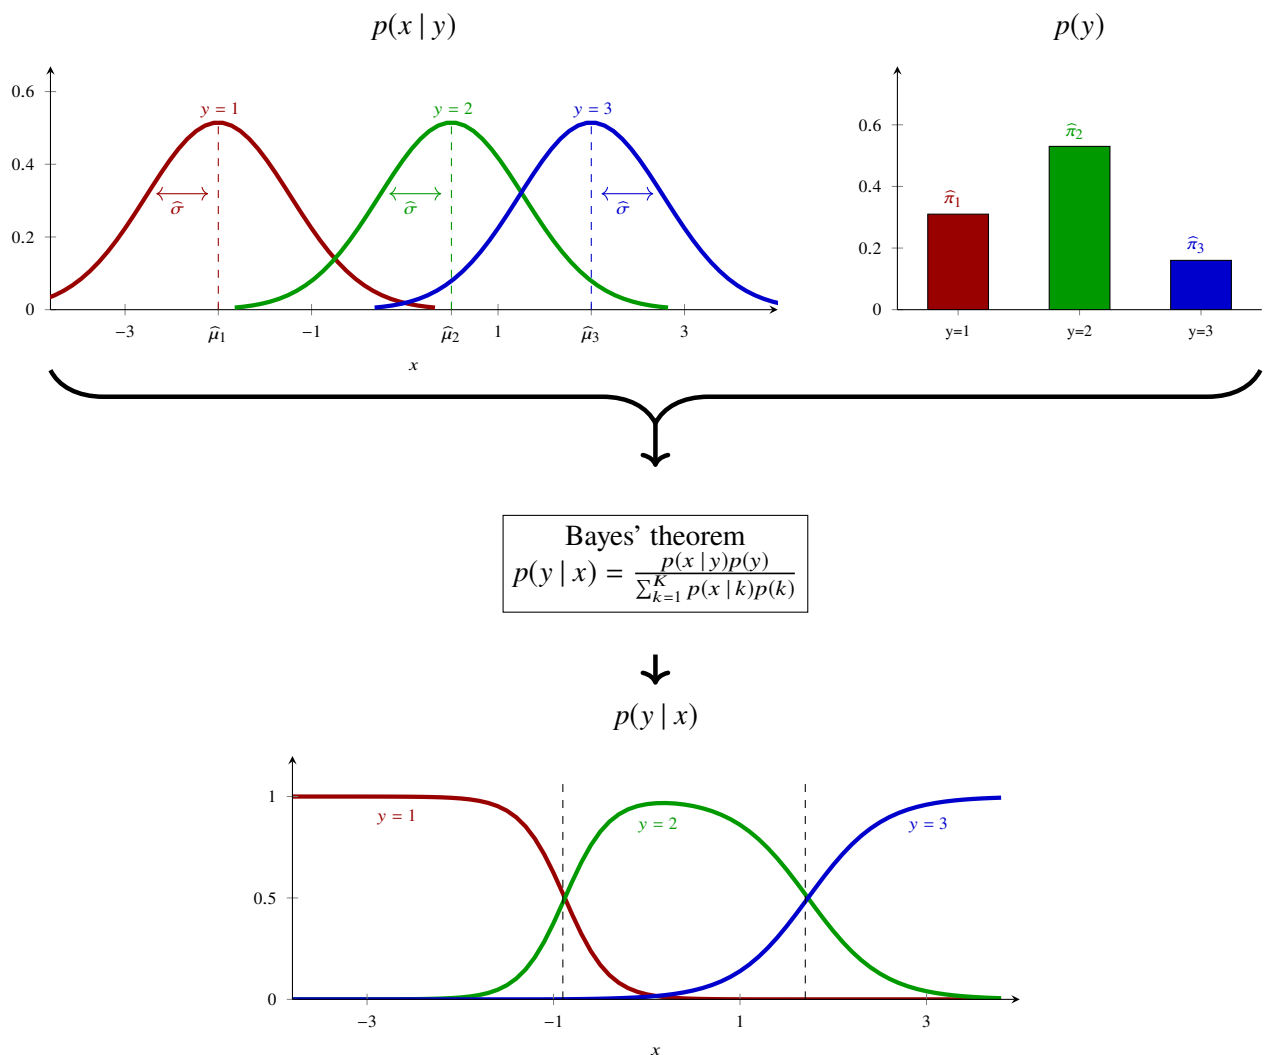 p(x | y)
0.6
0.4
0.2
0
y = 1
y = 2
y = 3
σ̂
σ̂
σ̂
−3
μ̂₁
−1
μ̂₂
1
μ̂₃
3
x
p(y)
0.6
0.4
0.2
0
π̂₁
π̂₂
π̂₃
y=1
y=2
y=3
Bayes’ theorem
p(y | x) = p(x | y)p(y) / ∑ₖ₌₁ᴷ p(x | k)p(k)
p(y | x)
1
0.5
0
y = 1
y = 2
y = 3
−3
−1
1
3
x